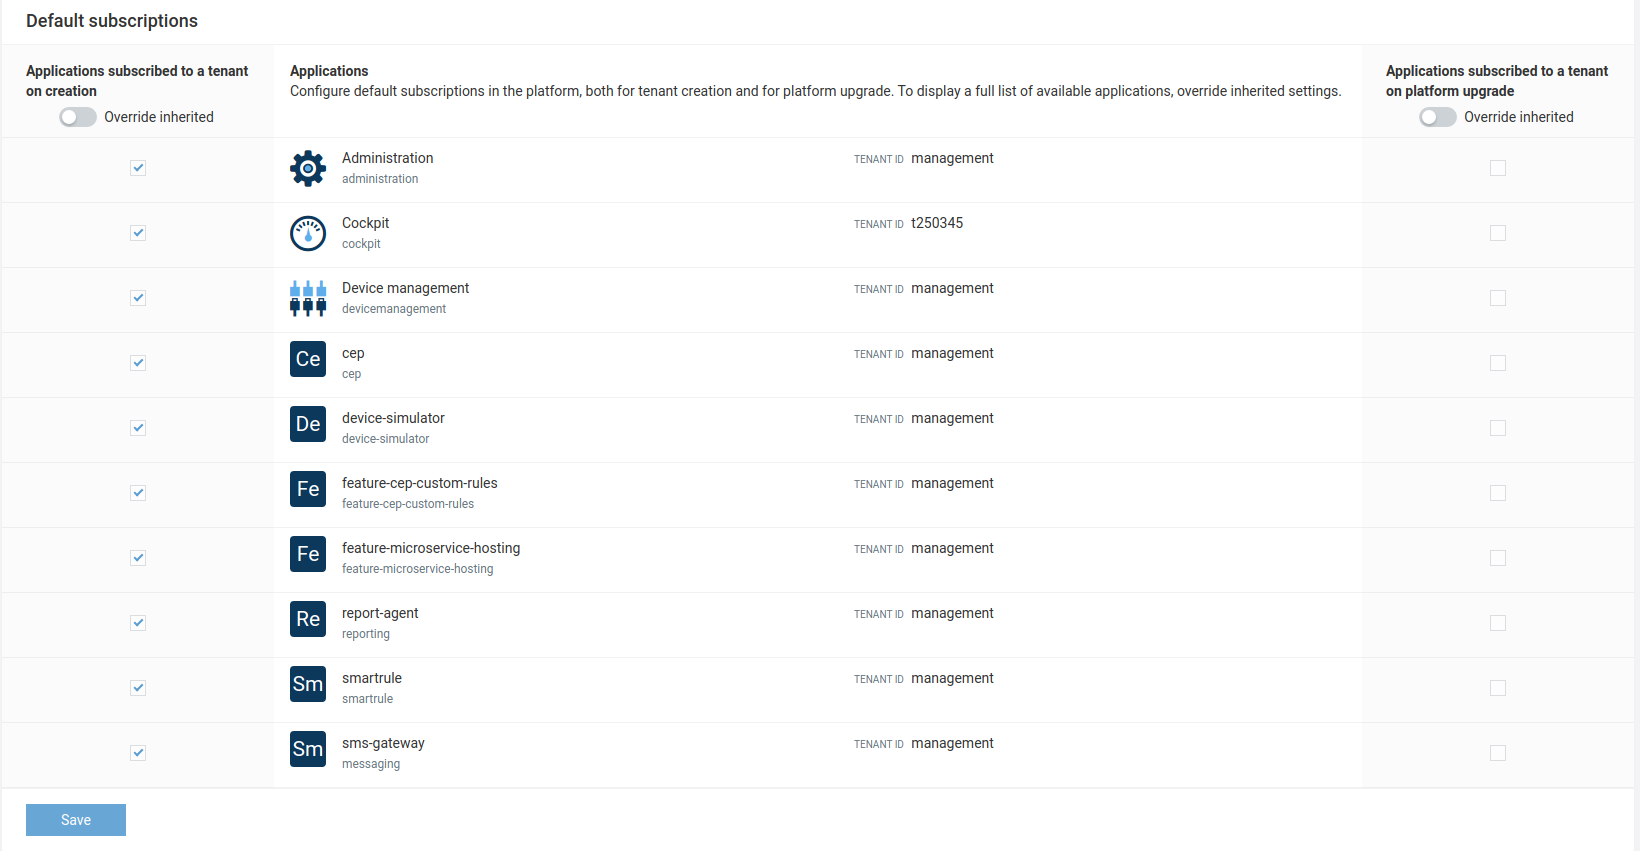 Default subscriptions
Applications subscribed to a tenant
on creation
Override inherited
Applications
Configure default subscriptions in the platform, both for tenant creation and for platform upgrade. To display a full list of available applications, override inherited settings.
Applications subscribed to a tenant
on platform upgrade
Override inherited
Administration
administration
TENANT ID management
Cockpit
cockpit
TENANT ID t250345
Device management
devicemanagement
TENANT ID management
Ce
cep
cep
TENANT ID management
De
device-simulator
device-simulator
TENANT ID management
Fe
feature-cep-custom-rules
feature-cep-custom-rules
TENANT ID management
Fe
feature-microservice-hosting
feature-microservice-hosting
TENANT ID management
Re
report-agent
reporting
TENANT ID management
Sm
smartrule
smartrule
TENANT ID management
Sm
sms-gateway
messaging
TENANT ID management
Save